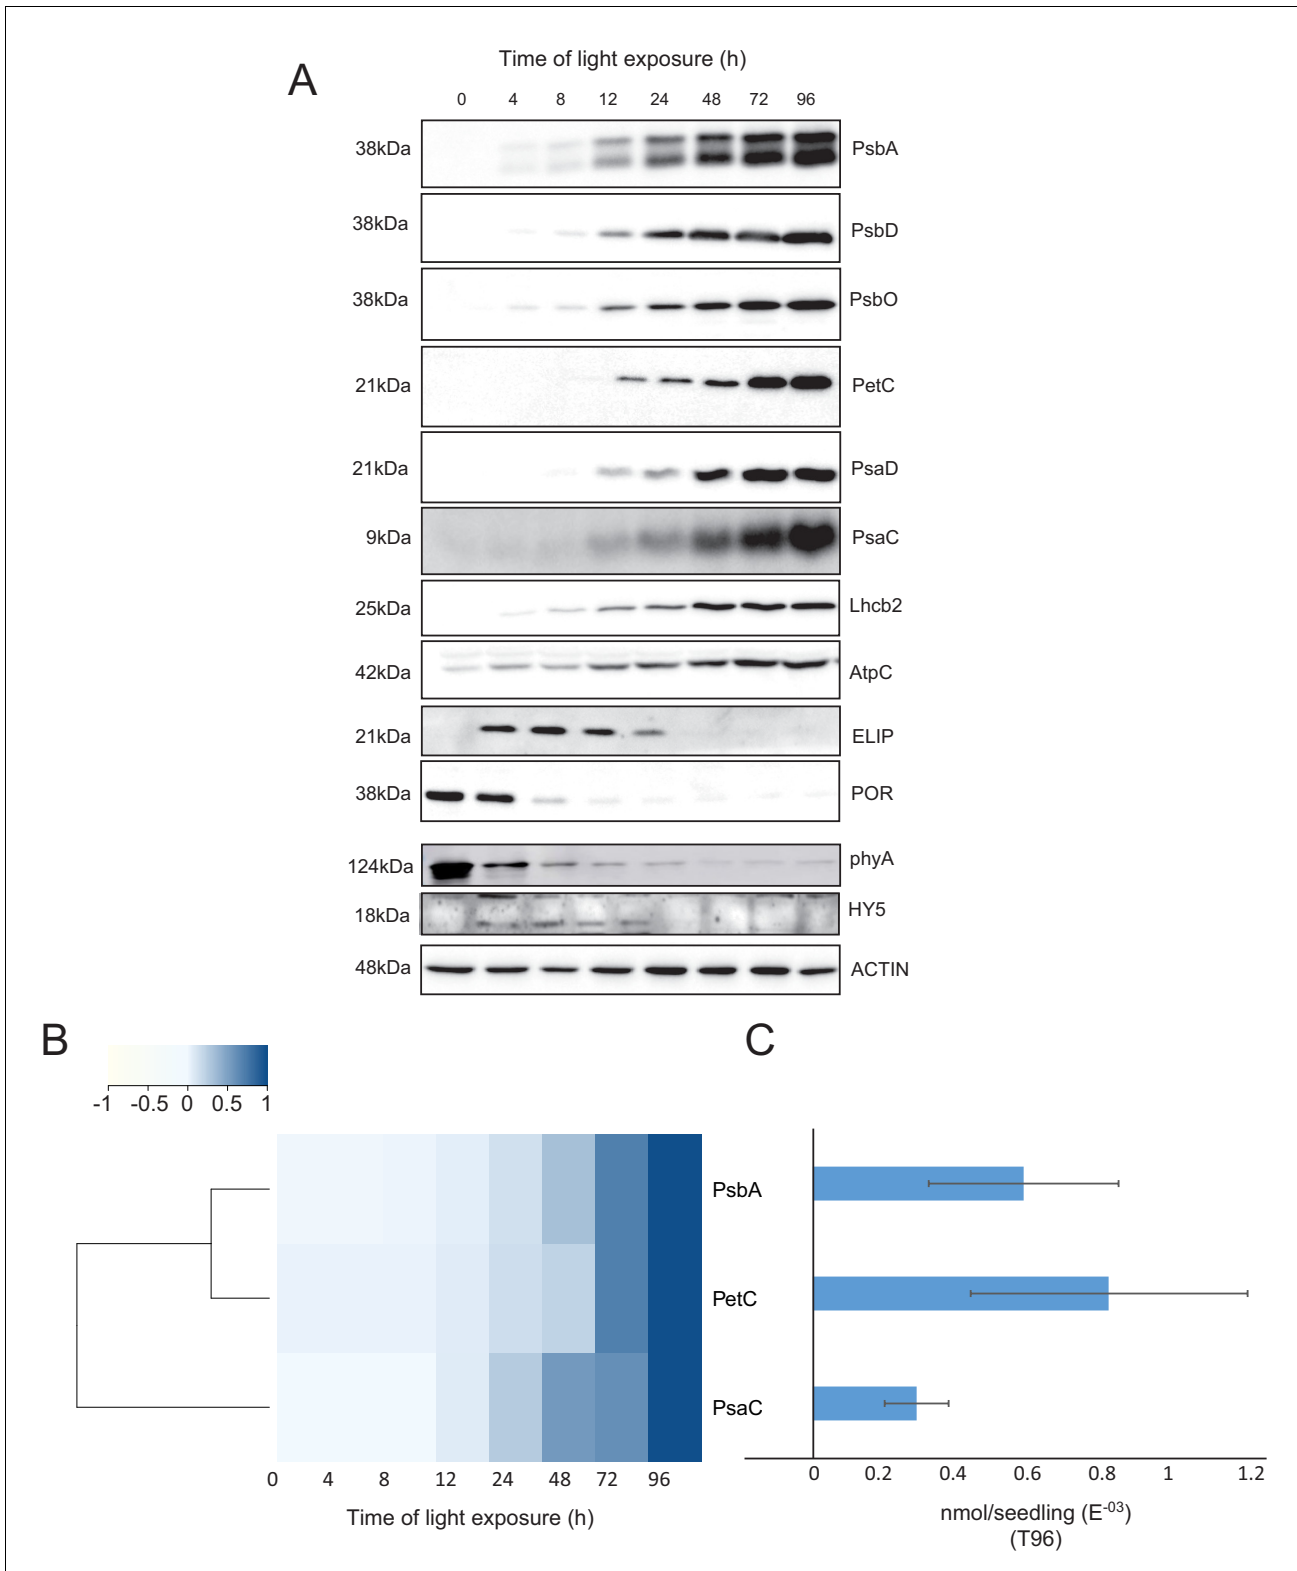 A
Time of light exposure (h)
0 4 8 12 24 48 72 96
38kDa PsbA
38kDa PsbD
38kDa PsbO
21kDa PetC
21kDa PsaD
9kDa PsaC
25kDa Lhcb2
42kDa AtpC
21kDa ELIP
38kDa POR
124kDa phyA
18kDa HY5
48kDa ACTIN
B
-1 -0.5 0 0.5 1
PsbA
PetC
PsaC
0 4 8 12 24 48 72 96
Time of light exposure (h)
C
0 0.2 0.4 0.6 0.8 1 1.2
nmol/seedling (E-03)
(T96)